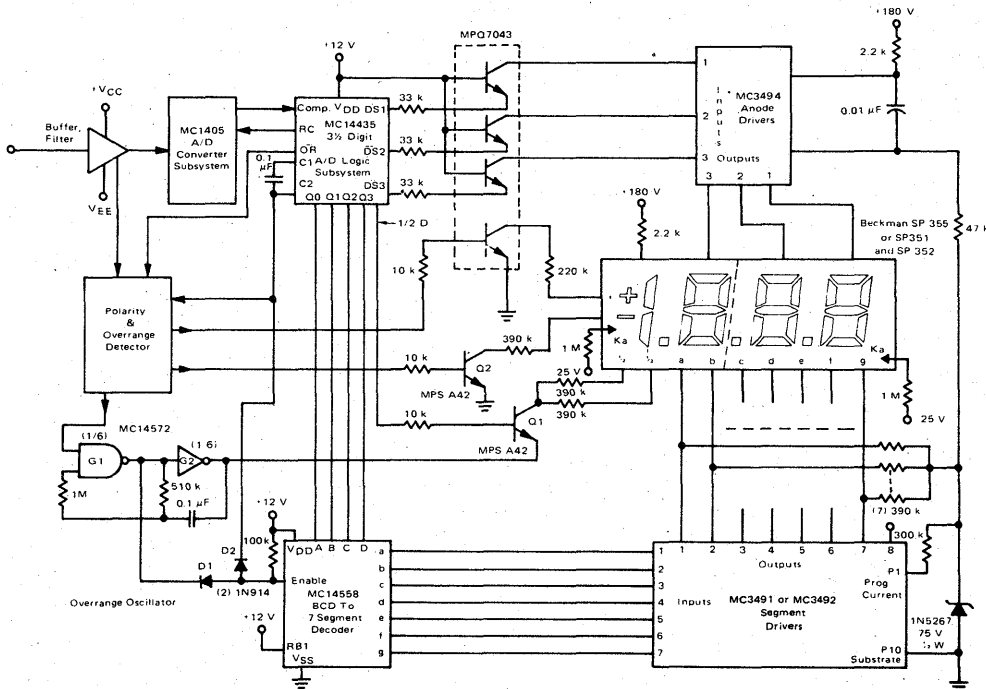 +180 V
MPQ7043
+12 V
2.2 k
+VCC
33 k
1
MC3494
Anode
Drivers
Inputs
0.01 µF
Buffer,
Filter
MC1405
A/D
Converter
Subsystem
Comp. VDD DS1
MC14435
RC
3½ Digit
OR
DS2
33 k
2
0.1
µF
C1
A/D Logic
Subsystem
C2
DS3
33 k
3 Outputs
3 2 1
Q0 Q1 Q2 Q3
VEE
1/2 D
+180 V
Beckman SP 355
or SP351
and SP 352
47 k
2.2 k
10 k
220 k
Polarity
&
Overrange
Detector
+
-
1 M
Ka
a b c d e f g
Ka
390 k
10 k
Q2
MPS A42
25 V
390 k
390 k
1 M
25 V
10 k
Q1
MPS A42
MC14572
(1/6)
(1 6)
G1
G2
1M
510 k
0.1 µF
+12 V
(7) 390 k
100k
300 k
D2
D1
(2) 1N914
Overrange Oscillator
VDD A B C D
a
b
c
d
e
f
g
Enable
MC14558
BCD To
7 Segment
Decoder
+12 V
RB1
VSS
1 2 3 4 5 6 7 8
1
2
3
4
5
6
7
Outputs
Inputs
P1
Prog
Current
MC3491 or MC3492
Segment
Drivers
P10
Substrate
1N5267
75 V
½ W